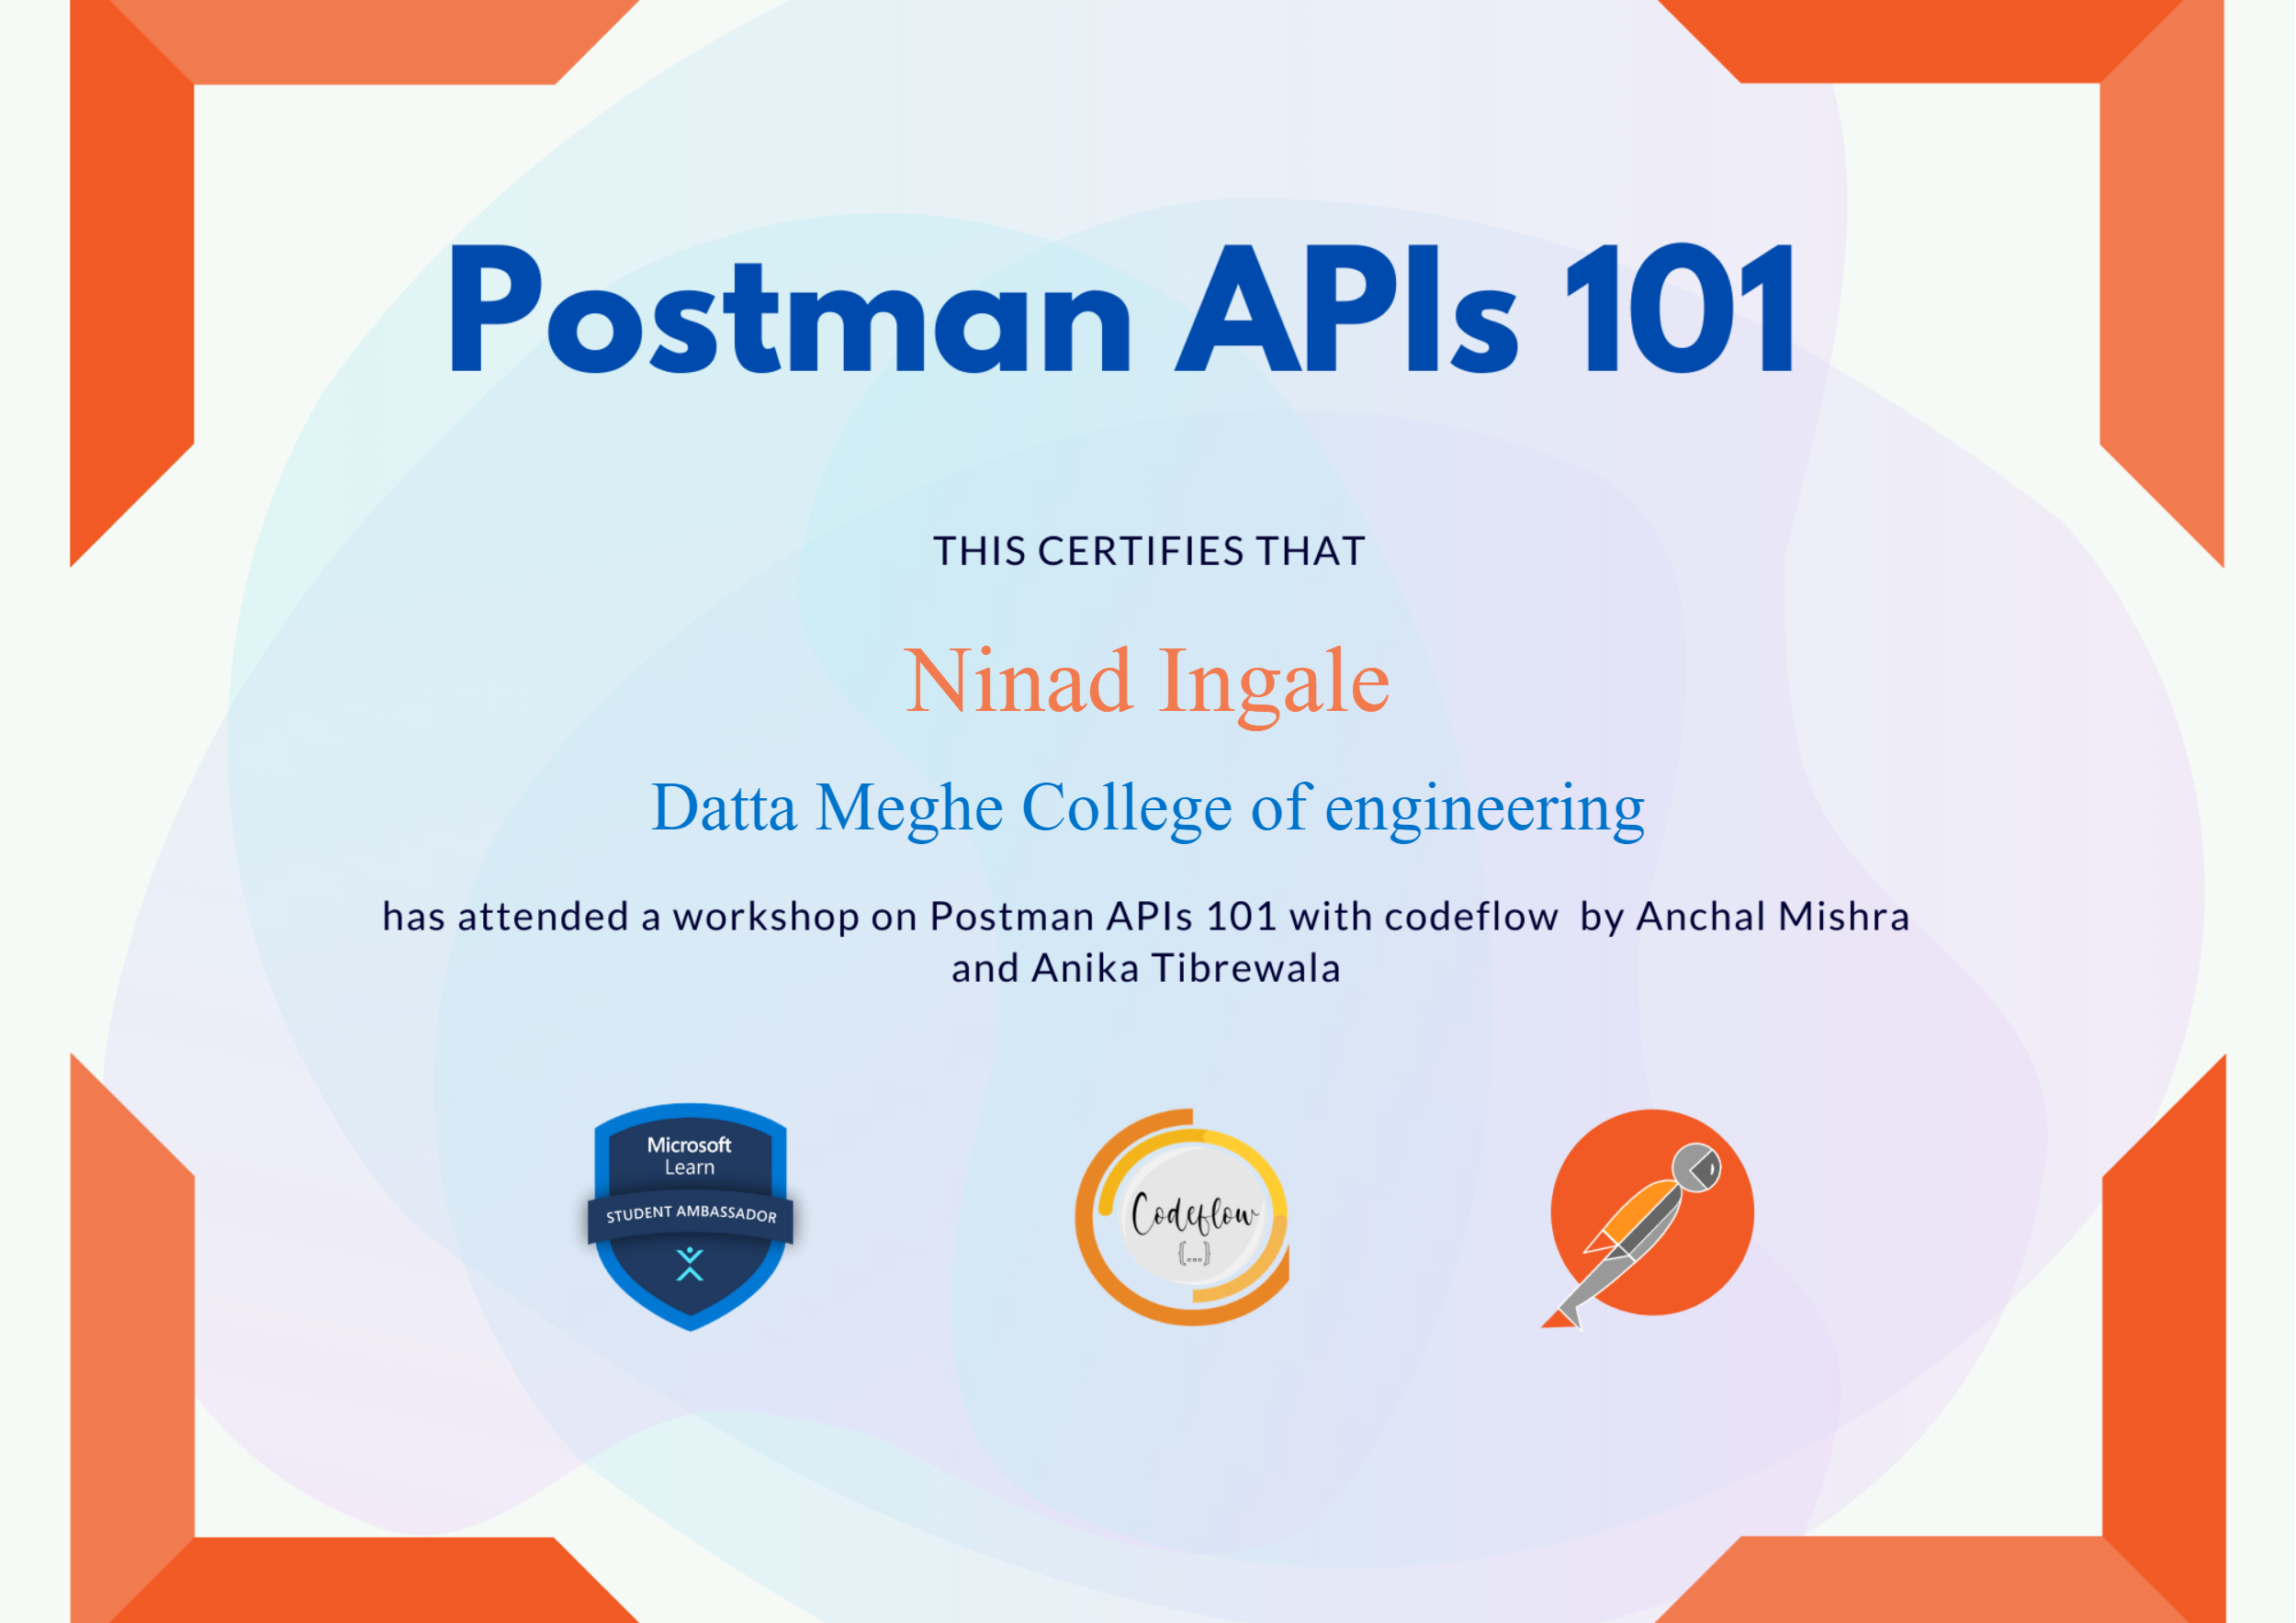 Postman APIs 101
THIS CERTIFIES THAT
Ninad Ingale
Datta Meghe College of engineering
has attended a workshop on Postman APIs 101 with codeflow by Anchal Mishra
and Anika Tibrewala
Microsoft
Learn
STUDENT AMBASSADOR
Codeflow
{...}